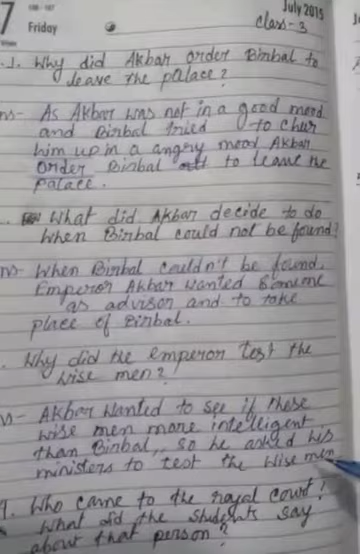 7
Friday
July 2015
class-3
1. Why did Akbar order Birbal to
leave the palace?
ns- As Akbar was not in a good mood
and Birbal tried to chur
him up in a angry mood Akbar
order Birbal to leave the
palace.
What did Akbar decide to do
when Birbal could not be found?
ns- When Birbal couldn't be found,
Emperor Akbar wanted someone
as advisor and to take
place of Birbal.
Why did the emperor test the
wise men?
ns- Akbar wanted to see if these
wise men more intelligent
than Birbal, so he asked his
ministers to test the wise men
4. Who came to the royal court?
What did the students say
about that person?